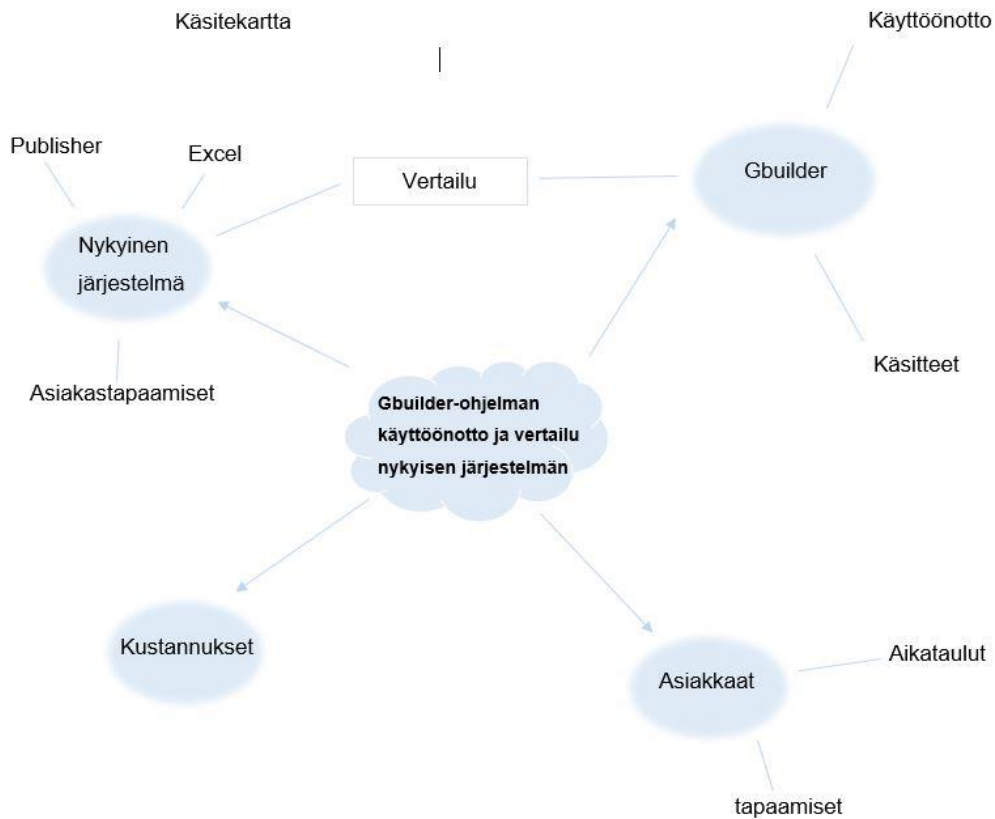 Käsitekartta
Käyttöönotto
Publisher
Excel
Vertailu
Gbuilder
Nykyinen
järjestelmä
Käsitteet
Asiakastapaamiset
Gbuilder-ohjelman
käyttöönotto ja vertailu
nykyisen järjestelmän
Kustannukset
Asiakkaat
Aikataulut
tapaamiset